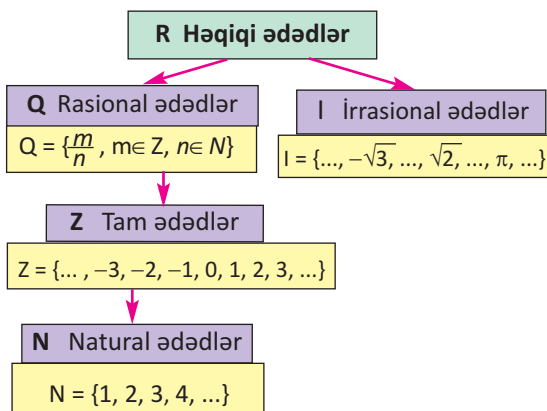 R Həqiqi ədədlər
Q Rasional ədədlər
Q = {m/n , m∈ Z, n∈ N}
I İrrasional ədədlər
I = {..., −√3, ..., √2, ..., π, ...}
Z Tam ədədlər
Z = {... , −3, −2, −1, 0, 1, 2, 3, ...}
N Natural ədədlər
N = {1, 2, 3, 4, ...}